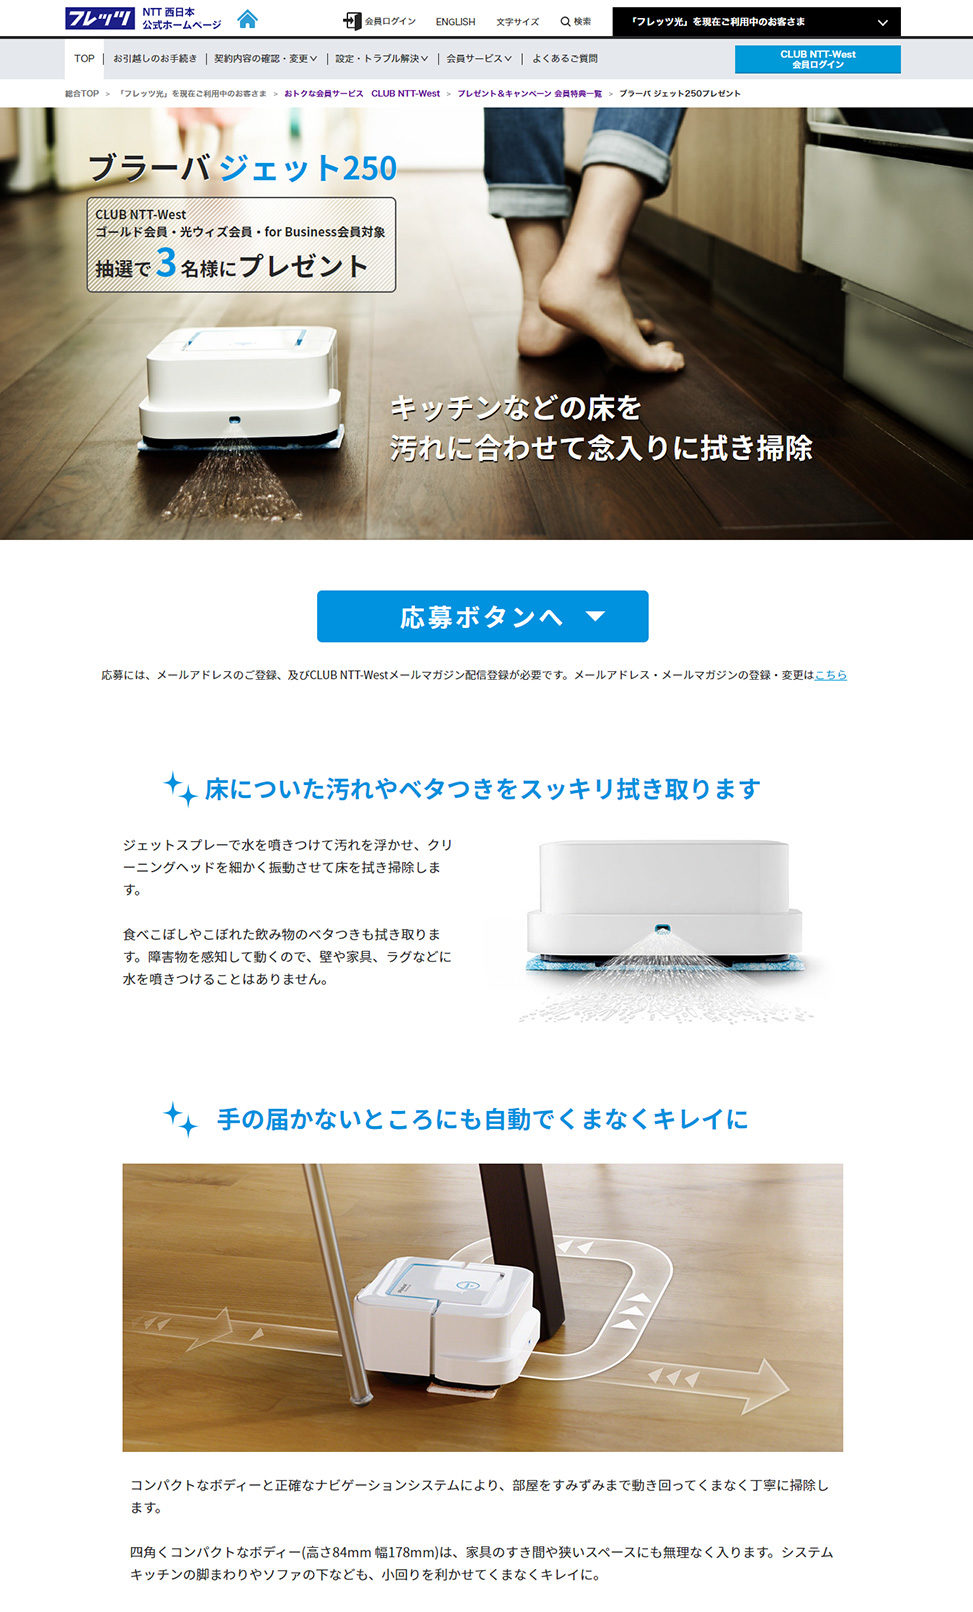 フレッツ
NTT 西日本
公式ホームページ
会員ログイン
ENGLISH
文字サイズ
検索
「フレッツ光」を現在ご利用中のお客さま
TOP
お引越しのお手続き
契約内容の確認・変更
設定・トラブル解決
会員サービス
よくあるご質問
CLUB NTT-West
会員ログイン
総合TOP > 「フレッツ光」を現在ご利用中のお客さま > おトクな会員サービス CLUB NTT-West > プレゼント＆キャンペーン 会員特典一覧 > ブラーバ ジェット250プレゼント
ブラーバ ジェット250
CLUB NTT-West
ゴールド会員・光ウィズ会員・for Business会員対象
抽選で3名様にプレゼント
キッチンなどの床を
汚れに合わせて念入りに拭き掃除
応募ボタンへ
応募には、メールアドレスのご登録、及びCLUB NTT-Westメールマガジン配信登録が必要です。メールアドレス・メールマガジンの登録・変更はこちら
床についた汚れやベタつきをスッキリ拭き取ります
ジェットスプレーで水を噴きつけて汚れを浮かせ、クリ
ーニングヘッドを細かく振動させて床を拭き掃除しま
す。
食べこぼしやこぼれた飲み物のベタつきも拭き取りま
す。障害物を感知して動くので、壁や家具、ラグなどに
水を噴きつけることはありません。
手の届かないところにも自動でくまなくキレイに
コンパクトなボディーと正確なナビゲーションシステムにより、部屋をすみずみまで動き回ってくまなく丁寧に掃除し
ます。
四角くコンパクトなボディー(高さ84mm 幅178mm)は、家具のすき間や狭いスペースにも無理なく入ります。システム
キッチンの脚まわりやソファの下なども、小回りを利かせてくまなくキレイに。